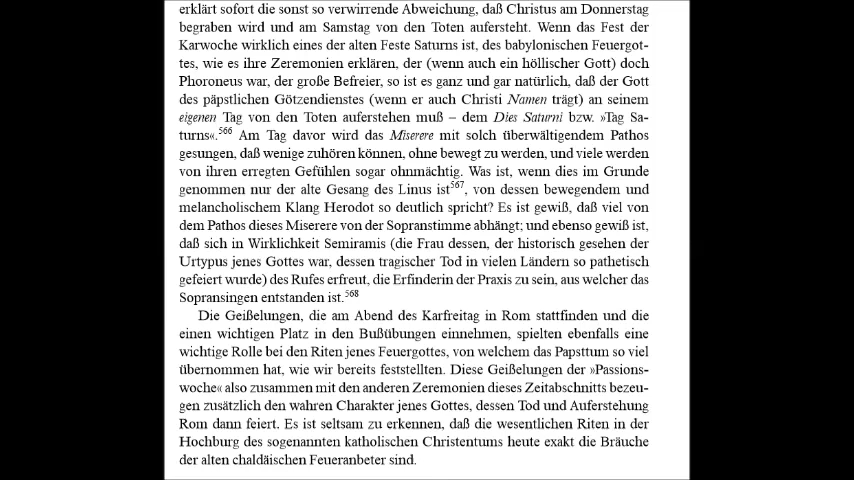 erklärt sofort die sonst so verwirrende Abweichung, daß Christus am Donnerstag
begraben wird und am Samstag von den Toten aufersteht. Wenn das Fest der
Karwoche wirklich eines der alten Feste Saturns ist, des babylonischen Feuergot-
tes, wie es ihre Zeremonien erklären, der (wenn auch ein höllischer Gott) doch
Phoroneus war, der große Befreier, so ist es ganz und gar natürlich, daß der Gott
des päpstlichen Götzendienstes (wenn er auch Christi Namen trägt) an seinem
eigenen Tag von den Toten auferstehen muß – dem Dies Saturni bzw. »Tag Sa-
turns«.566 Am Tag davor wird das Miserere mit solch überwältigendem Pathos
gesungen, daß wenige zuhören können, ohne bewegt zu werden, und viele werden
von ihren erregten Gefühlen sogar ohnmächtig. Was ist, wenn dies im Grunde
genommen nur der alte Gesang des Linus ist567, von dessen bewegendem und
melancholischem Klang Herodot so deutlich spricht? Es ist gewiß, daß viel von
dem Pathos dieses Miserere von der Sopranstimme abhängt; und ebenso gewiß ist,
daß sich in Wirklichkeit Semiramis (die Frau dessen, der historisch gesehen der
Urtypus jenes Gottes war, dessen tragischer Tod in vielen Ländern so pathetisch
gefeiert wurde) des Rufes erfreut, die Erfinderin der Praxis zu sein, aus welcher das
Sopransingen entstanden ist.568
Die Geißelungen, die am Abend des Karfreitag in Rom stattfinden und die
einen wichtigen Platz in den Bußübungen einnehmen, spielten ebenfalls eine
wichtige Rolle bei den Riten jenes Feuergottes, von welchem das Papsttum so viel
übernommen hat, wie wir bereits feststellten. Diese Geißelungen der »Passions-
woche« also zusammen mit den anderen Zeremonien dieses Zeitabschnitts bezeu-
gen zusätzlich den wahren Charakter jenes Gottes, dessen Tod und Auferstehung
Rom dann feiert. Es ist seltsam zu erkennen, daß die wesentlichen Riten in der
Hochburg des sogenannten katholischen Christentums heute exakt die Bräuche
der alten chaldäischen Feueranbeter sind.